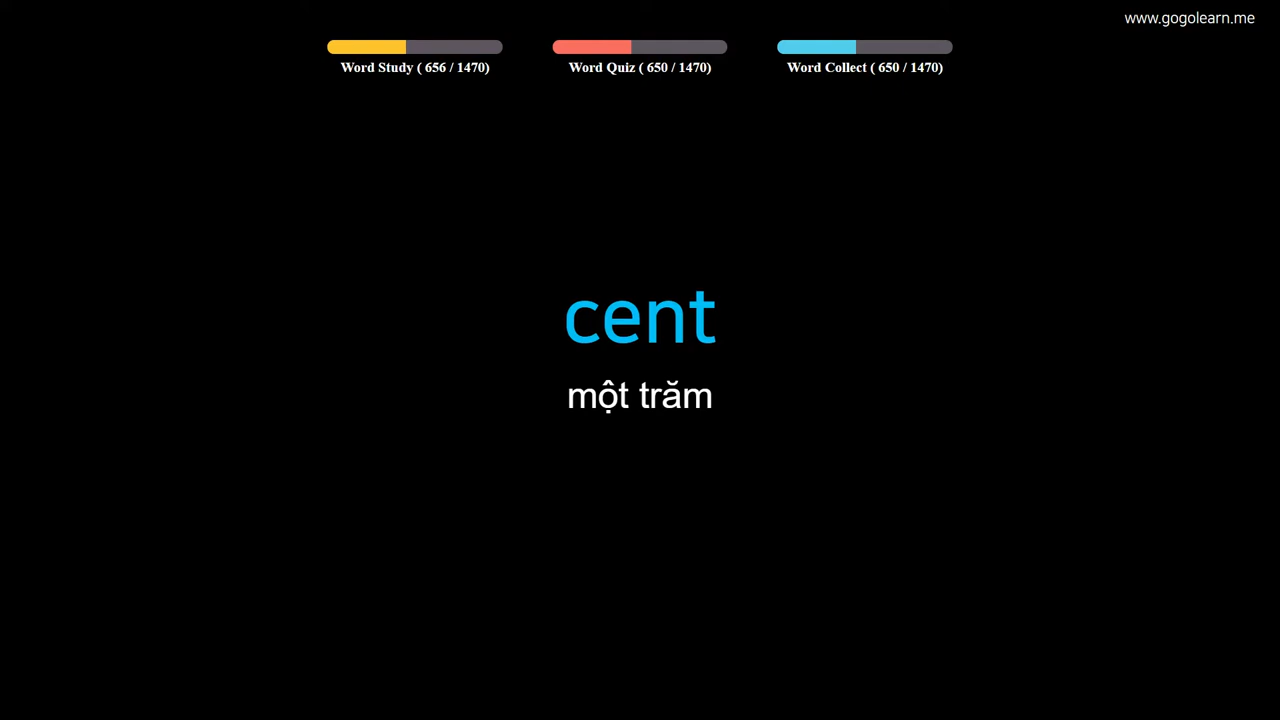 www.gogolearn.me
Word Study ( 656 / 1470)
Word Quiz ( 650 / 1470)
Word Collect ( 650 / 1470)
cent
một trăm